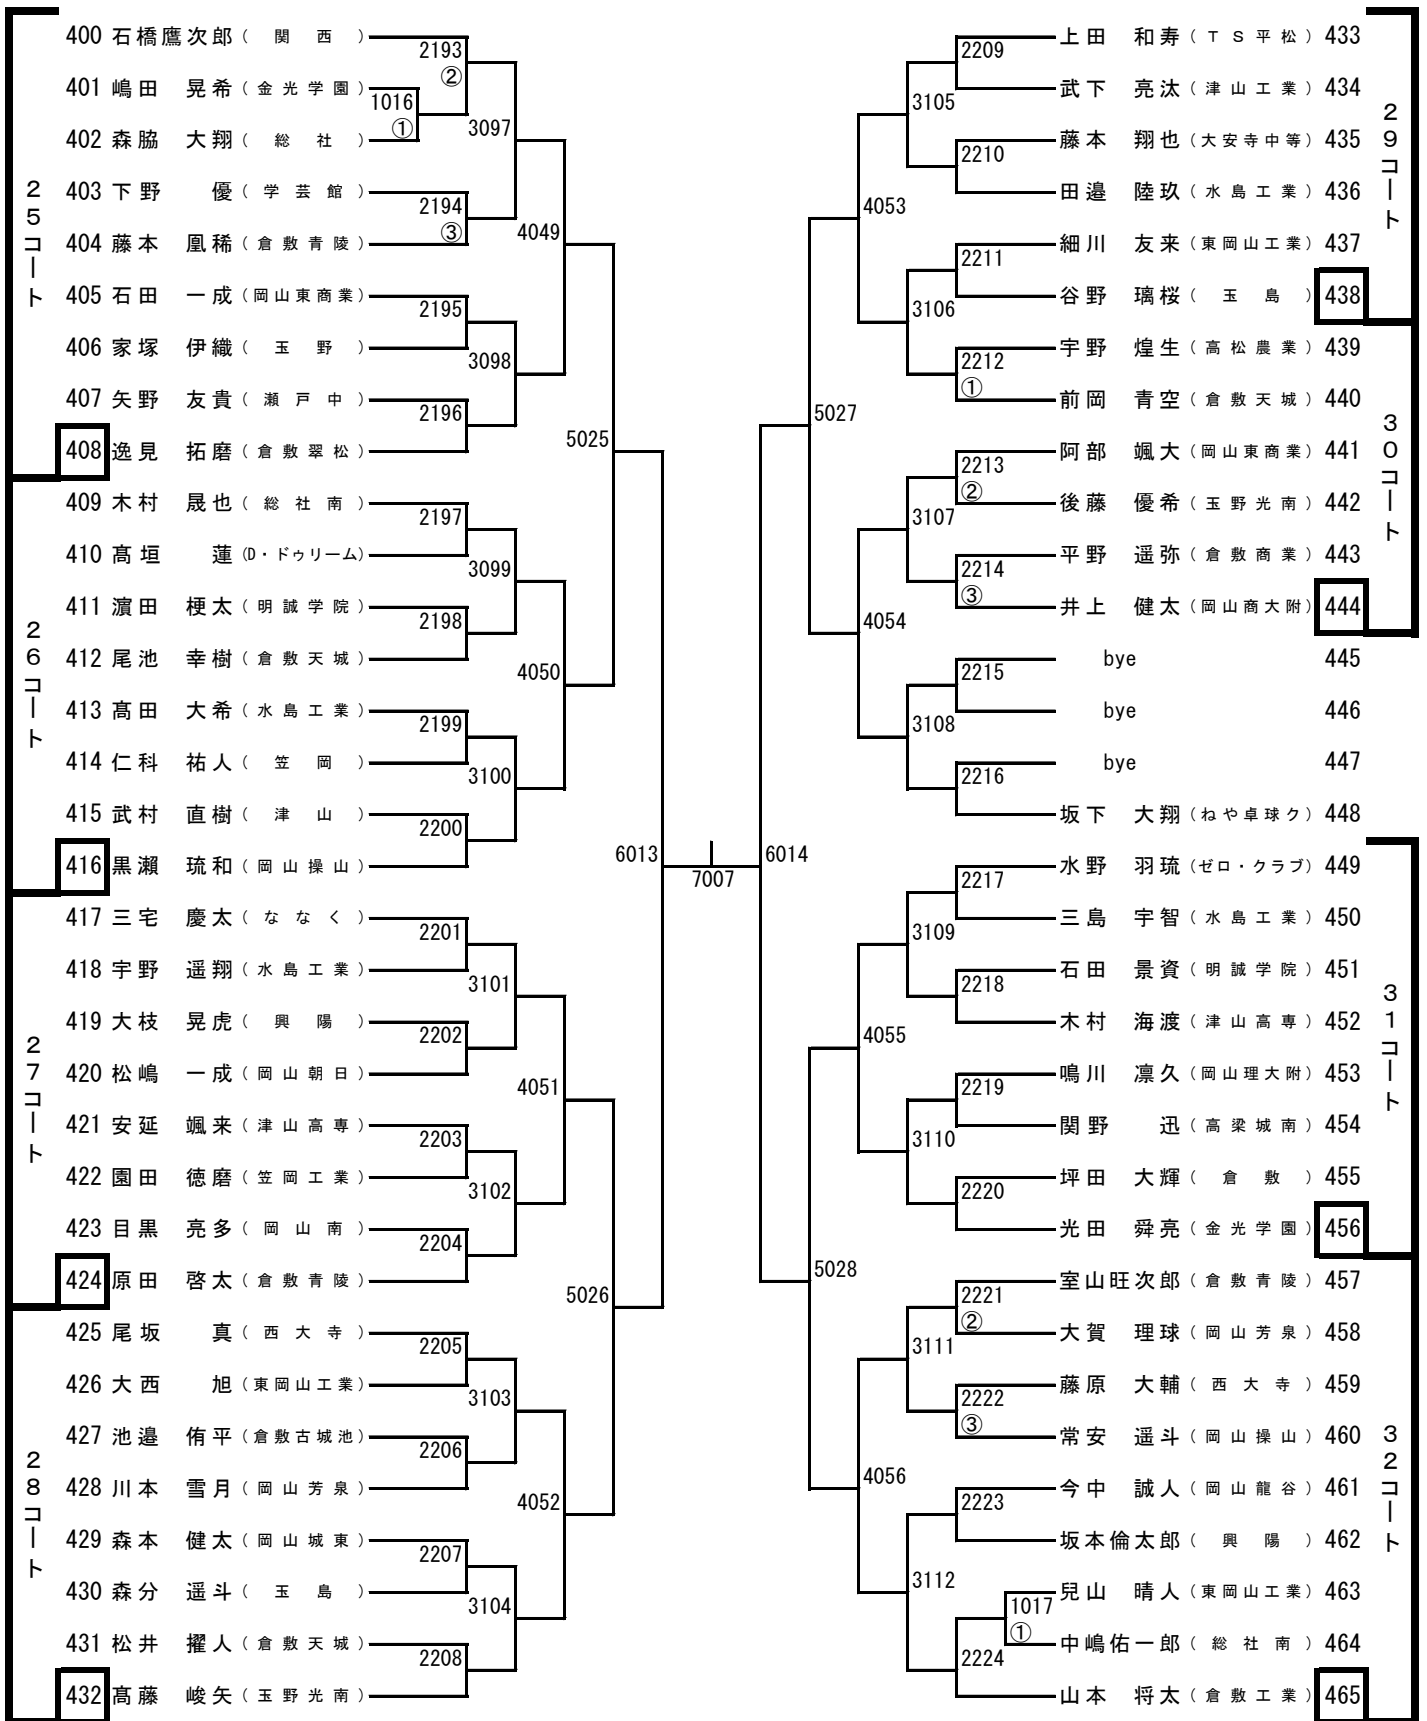 25コート
400 石橋鷹次郎(関西)
401 嶋田 晃希(金光学園)
402 森脇 大翔(総社)
403 下野 優(学芸館)
404 藤本 凰稀(倉敷青陵)
405 石田 一成(岡山東商業)
406 家塚 伊織(玉野)
407 矢野 友貴(瀬戸中)
408 逸見 拓磨(倉敷翠松)
26コート
409 木村 晟也(総社南)
410 髙垣 蓮(D・ドゥリーム)
411 濵田 梗太(明誠学院)
412 尾池 幸樹(倉敷天城)
413 髙田 大希(水島工業)
414 仁科 祐人(笠岡)
415 武村 直樹(津山)
416 黒瀨 琉和(岡山操山)
27コート
417 三宅 慶太(ななく)
418 宇野 遥翔(水島工業)
419 大枝 晃虎(興陽)
420 松嶋 一成(岡山朝日)
421 安延 颯来(津山高専)
422 園田 徳磨(笠岡工業)
423 目黒 亮多(岡山南)
424 原田 啓太(倉敷青陵)
28コート
425 尾坂 真(西大寺)
426 大西 旭(東岡山工業)
427 池邉 侑平(倉敷古城池)
428 川本 雪月(岡山芳泉)
429 森本 健太(岡山城東)
430 森分 遥斗(玉島)
431 松井 擢人(倉敷天城)
432 髙藤 峻矢(玉野光南)
1016
①
2193
②
2194
③
2195
2196
2197
2198
2199
2200
2201
2202
2203
2204
2205
2206
2207
2208
3097
3098
3099
3100
3101
3102
3103
3104
4049
4050
4051
4052
5025
5026
6013
7007
6014
5027
5028
4053
4054
4055
4056
3105
3106
3107
3108
3109
3110
3111
3112
2209
2210
2211
2212
①
2213
②
2214
③
2215
2216
2217
2218
2219
2220
2221
②
2222
③
2223
2224
1017
①
上田 和寿(TS平松) 433
武下 亮汰(津山工業) 434
藤本 翔也(大安寺中等) 435
田邉 陸玖(水島工業) 436
細川 友来(東岡山工業) 437
谷野 璃桜(玉島) 438
29コート
宇野 煌生(高松農業) 439
前岡 青空(倉敷天城) 440
阿部 颯大(岡山東商業) 441
後藤 優希(玉野光南) 442
平野 遥弥(倉敷商業) 443
井上 健太(岡山商大附) 444
30コート
bye 445
bye 446
bye 447
坂下 大翔(ねや卓球ク) 448
水野 羽琉(ゼロ・クラブ) 449
三島 宇智(水島工業) 450
石田 景資(明誠学院) 451
木村 海渡(津山高専) 452
鳴川 凛久(岡山理大附) 453
関野 迅(高梁城南) 454
坪田 大輝(倉敷) 455
光田 舜亮(金光学園) 456
31コート
室山旺次郎(倉敷青陵) 457
大賀 理球(岡山芳泉) 458
藤原 大輔(西大寺) 459
常安 遥斗(岡山操山) 460
今中 誠人(岡山龍谷) 461
坂本倫太郎(興陽) 462
兒山 晴人(東岡山工業) 463
中嶋佑一郎(総社南) 464
山本 将太(倉敷工業) 465
32コート